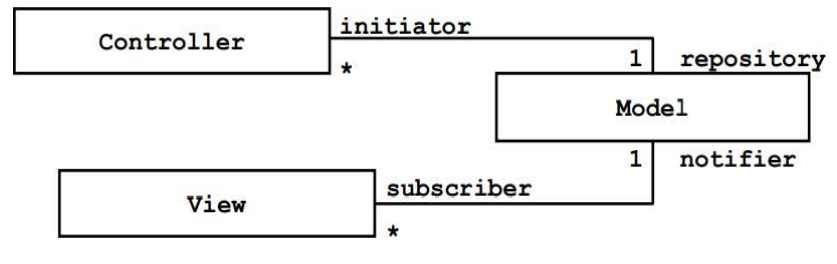 initiator
Controller
*
1 repository
Model
1 notifier
subscriber
View
*